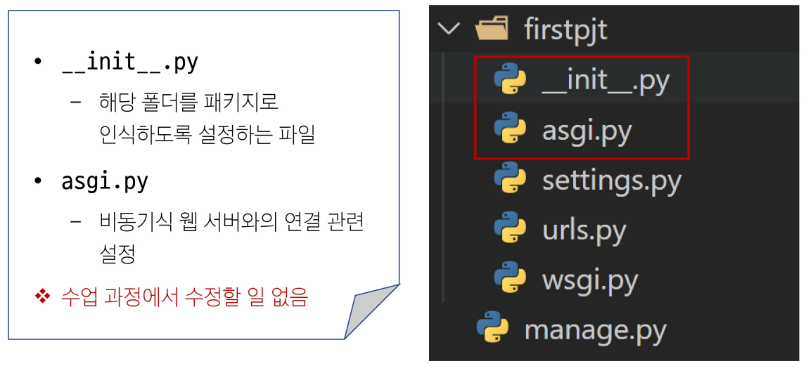 • __init__.py
– 해당 폴더를 패키지로
인식하도록 설정하는 파일
• asgi.py
– 비동기식 웹 서버와의 연결 관련
설정
❖ 수업 과정에서 수정할 일 없음
firstpjt
__init__.py
asgi.py
settings.py
urls.py
wsgi.py
manage.py